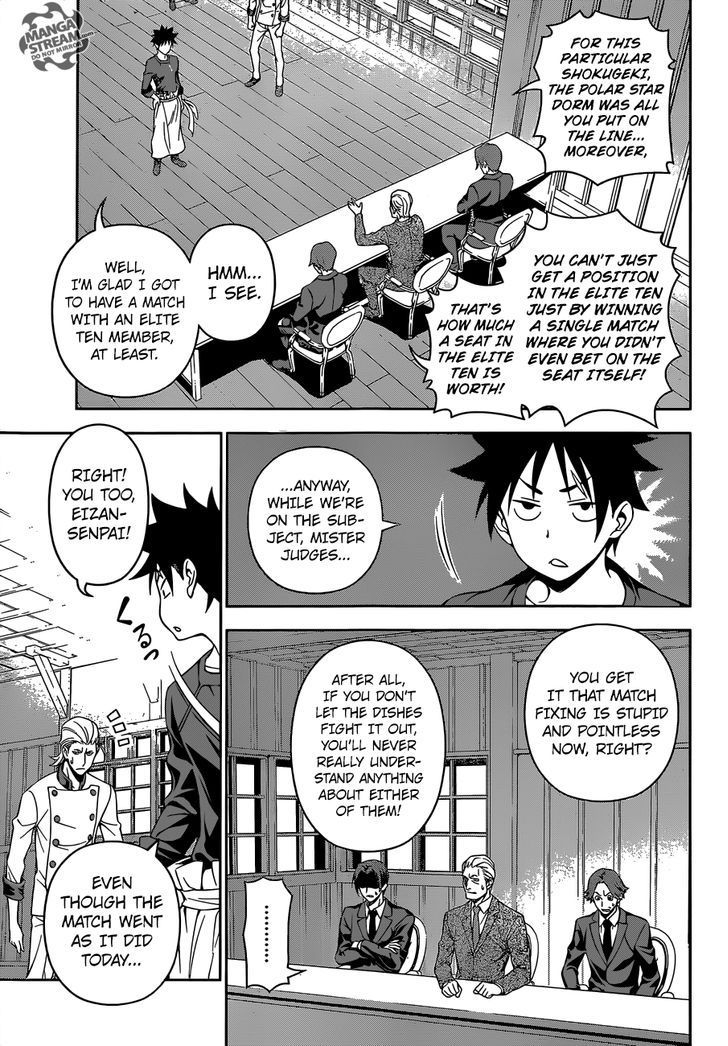 MANGA
STREAM.com
DO NOT MIRROR
FOR THIS
PARTICULAR
SHOKUGEKI,
THE POLAR STAR
DORM WAS ALL
YOU PUT ON
THE LINE...
MOREOVER,
YOU CAN'T JUST
GET A POSITION
IN THE ELITE TEN
JUST BY WINNING
A SINGLE MATCH
WHERE YOU DIDN'T
EVEN BET ON THE
SEAT ITSELF!
THAT'S
HOW MUCH
A SEAT IN
THE ELITE
TEN IS
WORTH!
HMM...
I SEE.
WELL,
I'M GLAD I GOT
TO HAVE A MATCH
WITH AN ELITE
TEN MEMBER,
AT LEAST.
...ANYWAY,
WHILE WE'RE
ON THE SUB-
JECT, MISTER
JUDGES...
RIGHT!
YOU TOO,
EIZAN-
SENPAI!
くるっ
EVEN
THOUGH THE
MATCH WENT
AS IT DID
TODAY...
YOU GET
IT THAT MATCH
FIXING IS STUPID
AND POINTLESS
NOW, RIGHT?
AFTER ALL,
IF YOU DON'T
LET THE DISHES
FIGHT IT OUT,
YOU'LL NEVER
REALLY UNDER-
STAND ANYTHING
ABOUT EITHER
OF THEM!
.........